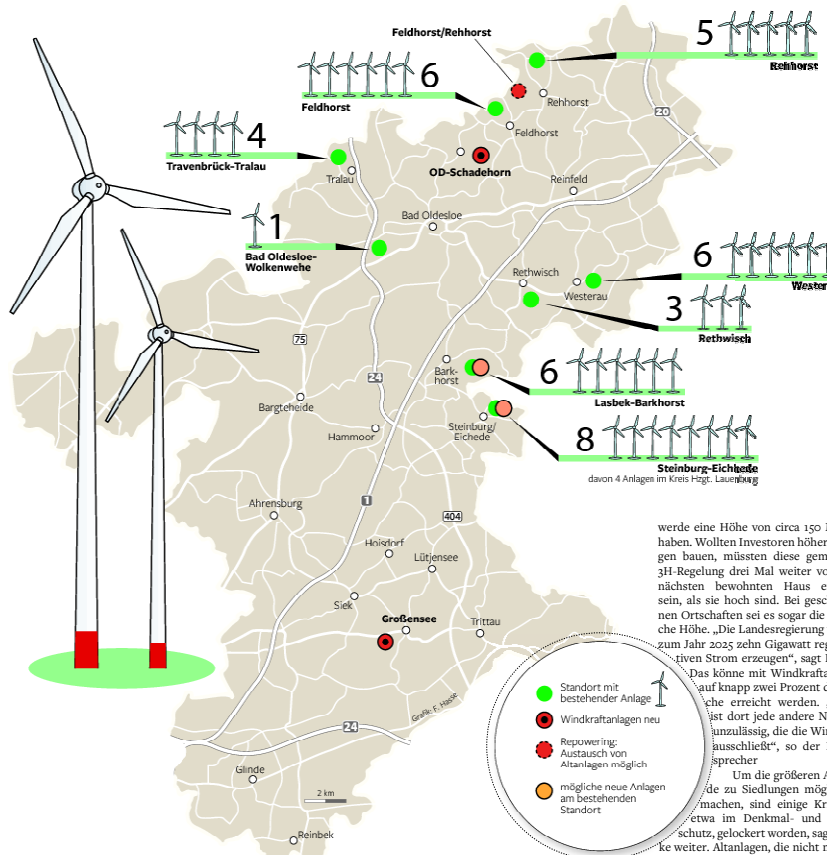 Feldhorst/Rehhorst
5
Rehhorst
6
Feldhorst
Rehhorst
Feldhorst
20
4
Travenbrück-Tralau
Tralau
OD-Schadehorn
Reinfeld
Bad Oldesloe
1
Bad Oldesloe-
Wolkenwehe
Rethwisch
Westerau
6
3
Rethwisch
75
24
Bark-
horst
6
Lasbek-Barkhorst
Bargteheide
Hammoor
Steinburg/
Eichede
8
Steinburg-Eichede
davon 4 Anlagen im Kreis Hzgt. Lauenburg
1
Ahrensburg
404
Hoisdorf
Lütjensee
Siek
Großensee
Trittau
24
Grafik: F. Hasse
Glinde
2 km
Reinbek
Standort mit
bestehender Anlage
Windkraftanlagen neu
Repowering:
Austausch von
Altanlagen möglich
mögliche neue Anlagen
am bestehenden
Standort
werde eine Höhe von circa 150
haben. Wollten Investoren höher
gen bauen, müssten diese gem
3H-Regelung drei Mal weiter vo
nächsten bewohnten Haus e
sein, als sie hoch sind. Bei gesc
nen Ortschaften sei es sogar die
che Höhe. „Die Landesregierung
zum Jahr 2025 zehn Gigawatt reg
tiven Strom erzeugen“, sagt
Das könne mit Windkrafta
auf knapp zwei Prozent d
che erreicht werden.
ist dort jede andere N
unzulässig, die die Win
ausschließt“, so der
sprecher
Um die größeren A
de zu Siedlungen mög
machen, sind einige Kr
etwa im Denkmal- und
schutz, gelockert worden, sag
ke weiter. Altanlagen, die nicht